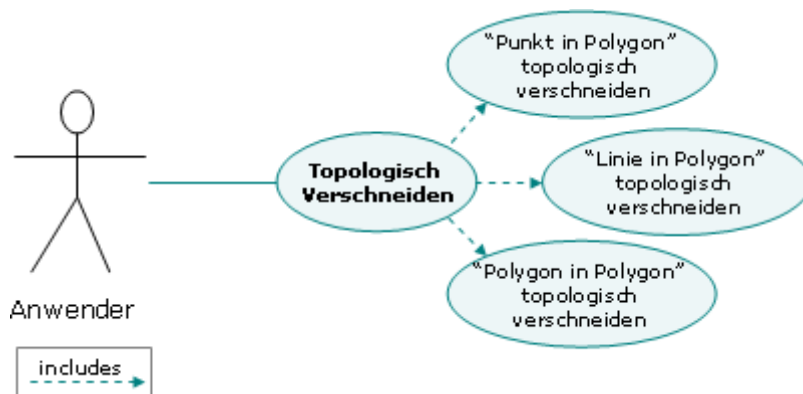 “Punkt in Polygon”
topologisch
verschneiden
Topologisch
Verschneiden
“Linie in Polygon”
topologisch
verschneiden
“Polygon in Polygon”
topologisch
verschneiden
Anwender
includes